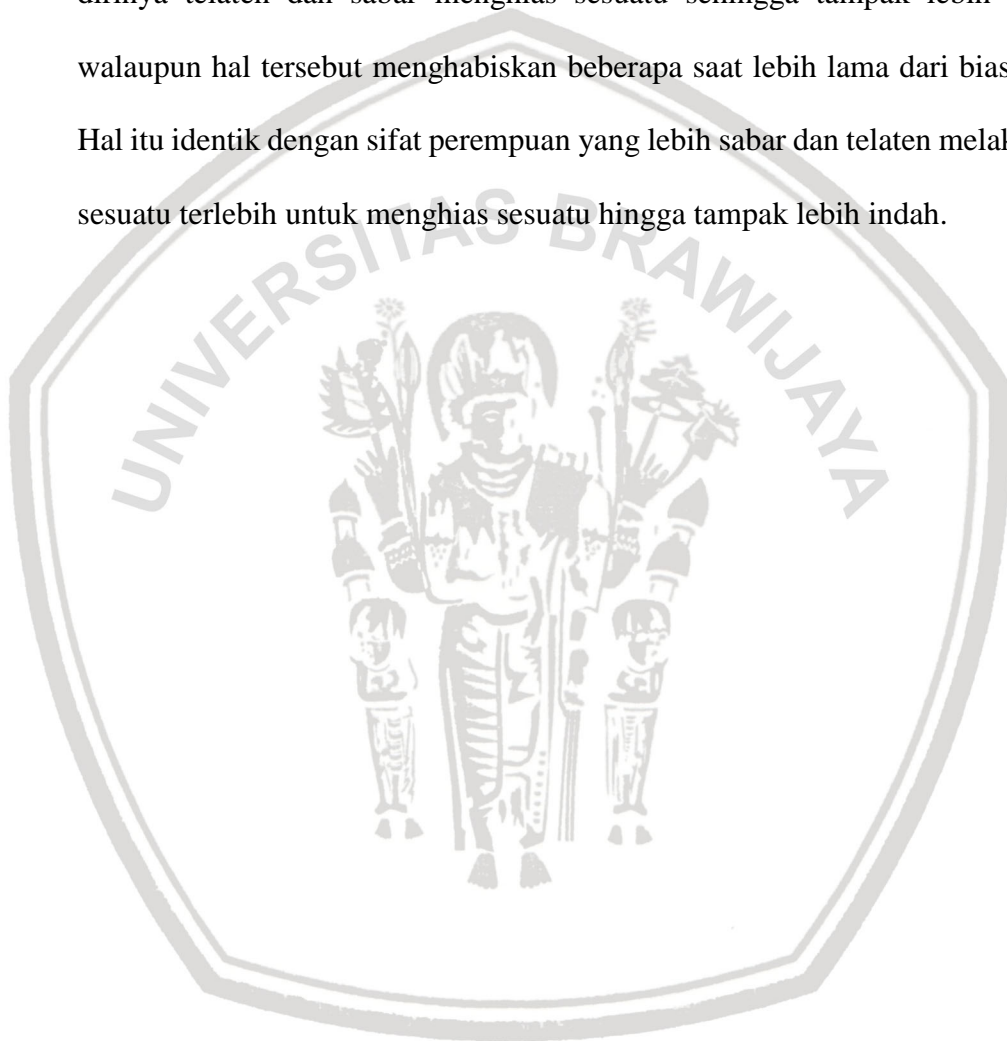 dirinya telaten dan sabar menghias sesuatu sehingga tampak lebih
walaupun hal tersebut menghabiskan beberapa saat lebih lama dari
Hal itu identik dengan sifat perempuan yang lebih sabar dan telaten
sesuatu terlebih untuk menghias sesuatu hingga tampak lebih indah.
UNIVERSITAS BRAWIJAYA